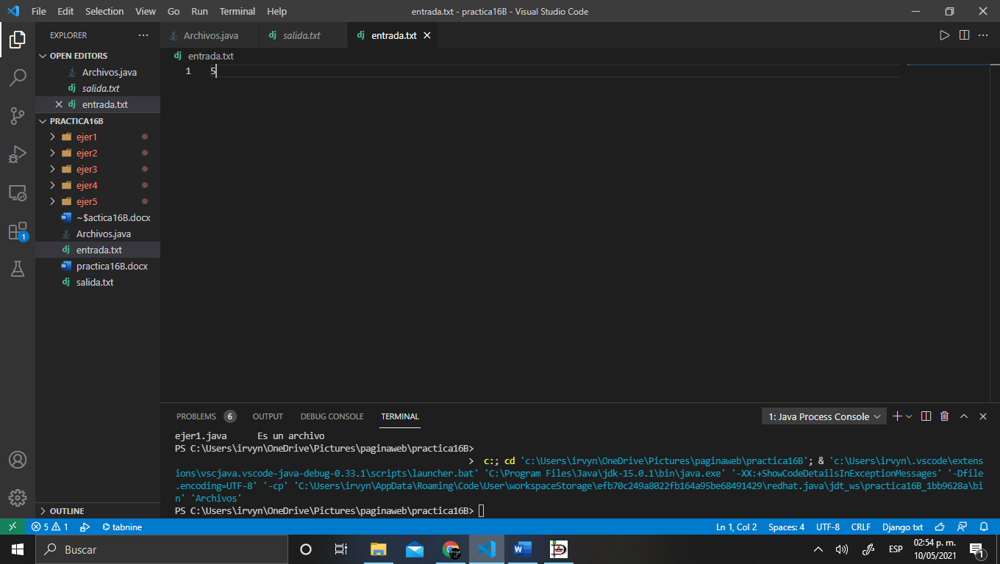 File Edit Selection View Go Run Terminal Help entrada.txt - practica16B - Visual Studio Code
EXPLORER
Archivos.java salida.txt entrada.txt
OPEN EDITORS
Archivos.java
salida.txt
entrada.txt
PRACTICA16B
ejer1
ejer2
ejer3
ejer4
ejer5
~$actica16B.docx
Archivos.java
entrada.txt
practica16B.docx
salida.txt
OUTLINE
entrada.txt
1 5
PROBLEMS 6 OUTPUT DEBUG CONSOLE TERMINAL 1: Java Process Console
ejer1.java Es un archivo
PS C:\Users\irvyn\OneDrive\Pictures\paginaweb\practica16B>
> c:; cd 'c:\Users\irvyn\OneDrive\Pictures\paginaweb\practica16B'; & 'c:\Users\irvyn\.vscode\extens
ions\vscjava.vscode-java-debug-0.33.1\scripts\launcher.bat' 'C:\Program Files\Java\jdk-15.0.1\bin\java.exe' '-XX:+ShowCodeDetailsInExceptionMessages' '-Dfile
.encoding=UTF-8' '-cp' 'C:\Users\irvyn\AppData\Roaming\Code\User\workspaceStorage\efb70c249a8022fb164a95be68491429\redhat.java\jdt_ws\practica16B_1bb9628a\bi
n' 'Archivos'
PS C:\Users\irvyn\OneDrive\Pictures\paginaweb\practica16B>
1
5 1 tabnine Ln 1, Col 2 Spaces: 4 UTF-8 CRLF Django txt
Buscar
ESP
02:54 p. m.
10/05/2021
1